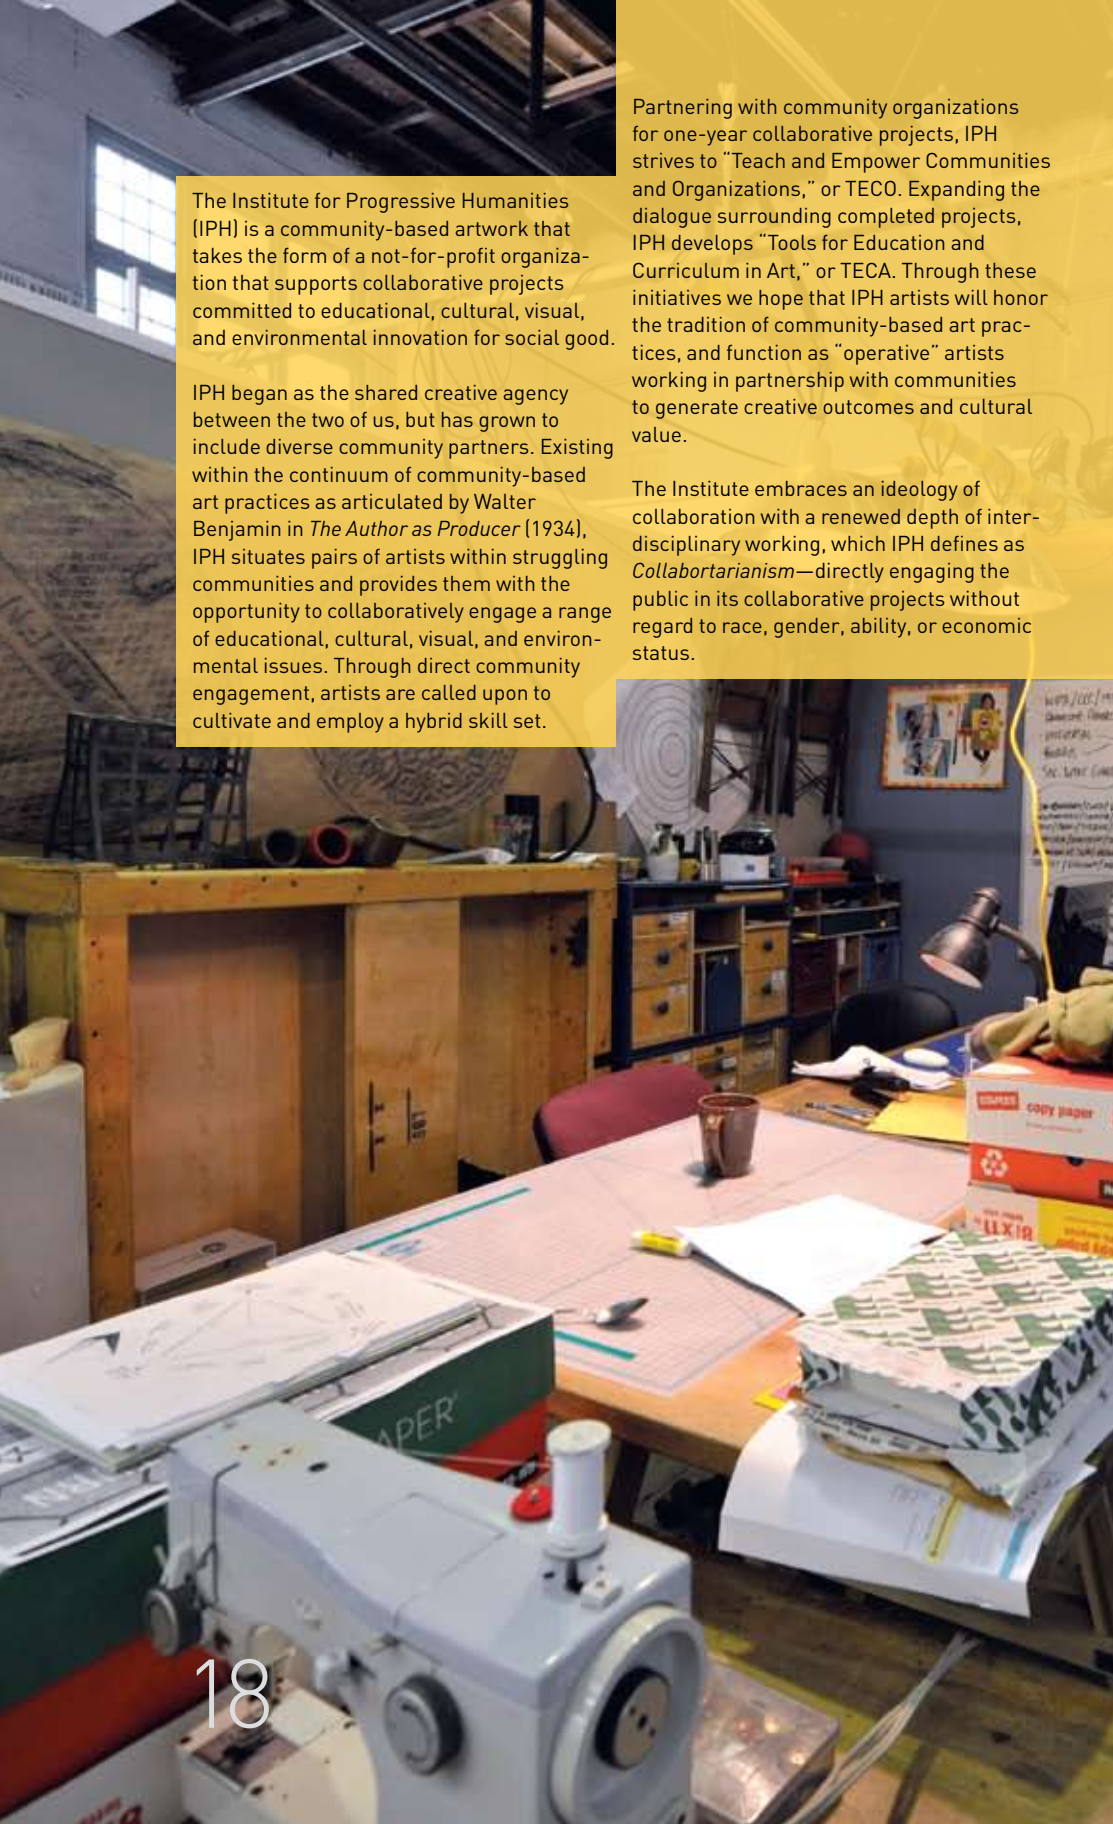 The Institute for Progressive Humanities
(IPH) is a community-based artwork that
takes the form of a not-for-profit organiza-
tion that supports collaborative projects
committed to educational, cultural, visual,
and environmental innovation for social good.
IPH began as the shared creative agency
between the two of us, but has grown to
include diverse community partners. Existing
within the continuum of community-based
art practices as articulated by Walter
Benjamin in The Author as Producer (1934),
IPH situates pairs of artists within struggling
communities and provides them with the
opportunity to collaboratively engage a range
of educational, cultural, visual, and environ-
mental issues. Through direct community
engagement, artists are called upon to
cultivate and employ a hybrid skill set.
Partnering with community organizations
for one-year collaborative projects, IPH
strives to “Teach and Empower Communities
and Organizations,” or TECO. Expanding the
dialogue surrounding completed projects,
IPH develops “Tools for Education and
Curriculum in Art,” or TECA. Through these
initiatives we hope that IPH artists will honor
the tradition of community-based art prac-
tices, and function as “operative” artists
working in partnership with communities
to generate creative outcomes and cultural
value.
The Institute embraces an ideology of
collaboration with a renewed depth of inter-
disciplinary working, which IPH defines as
Collabortarianism—directly engaging the
public in its collaborative projects without
regard to race, gender, ability, or economic
status.
STAPLES
copy paper
8½ X 11
APER
18